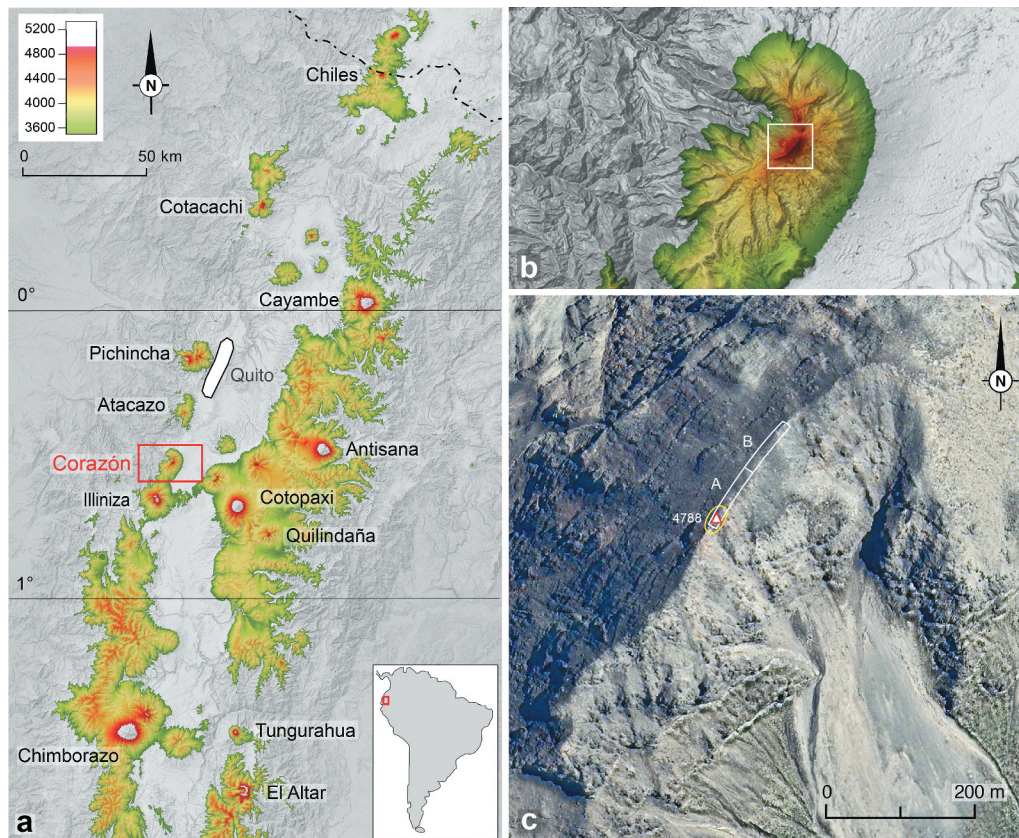 5200
4800
4400
4000
3600
N
0 50 km
Chiles
Cotacachi
Cayambe
0°
Pichincha
Quito
Atacazo
Antisana
Corazón
Illiniza
Cotopaxi
Quilindaña
1°
Tungurahua
Chimborazo
El Altar
a
b
N
B
A
4788
0 200 m
c